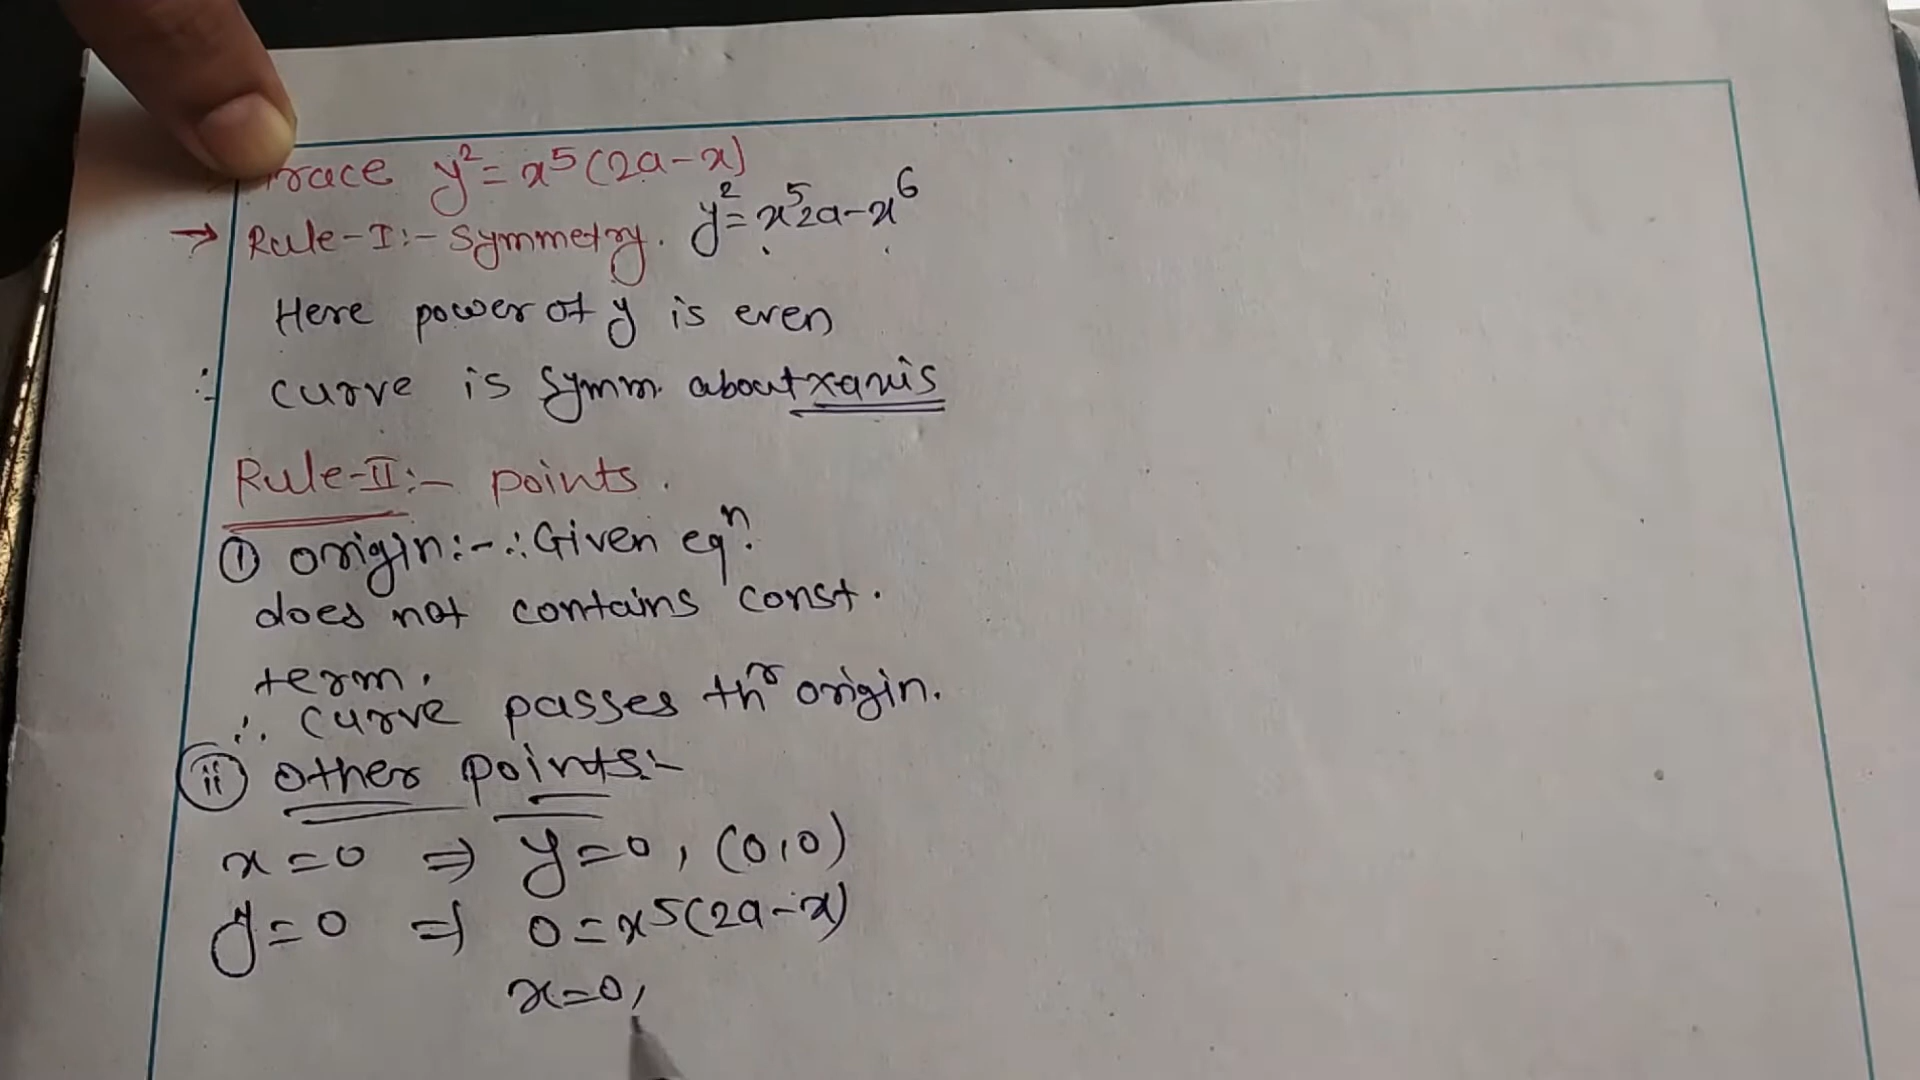 race y²=x⁵(2a-x)
→ Rule-I:- Symmetry. y²=x⁵2a-x⁶
Here power of y is even
∴ curve is symm. about xaxis
Rule-II:- points.
① origin:- ∵ Given eqⁿ.
does not contains const.
term.
∴ curve passes thʳ origin.
ⅱ other points:-
x=0 ⇒ y=0, (0,0)
y=0 ⇒ 0=x⁵(2a-x)
x=0,